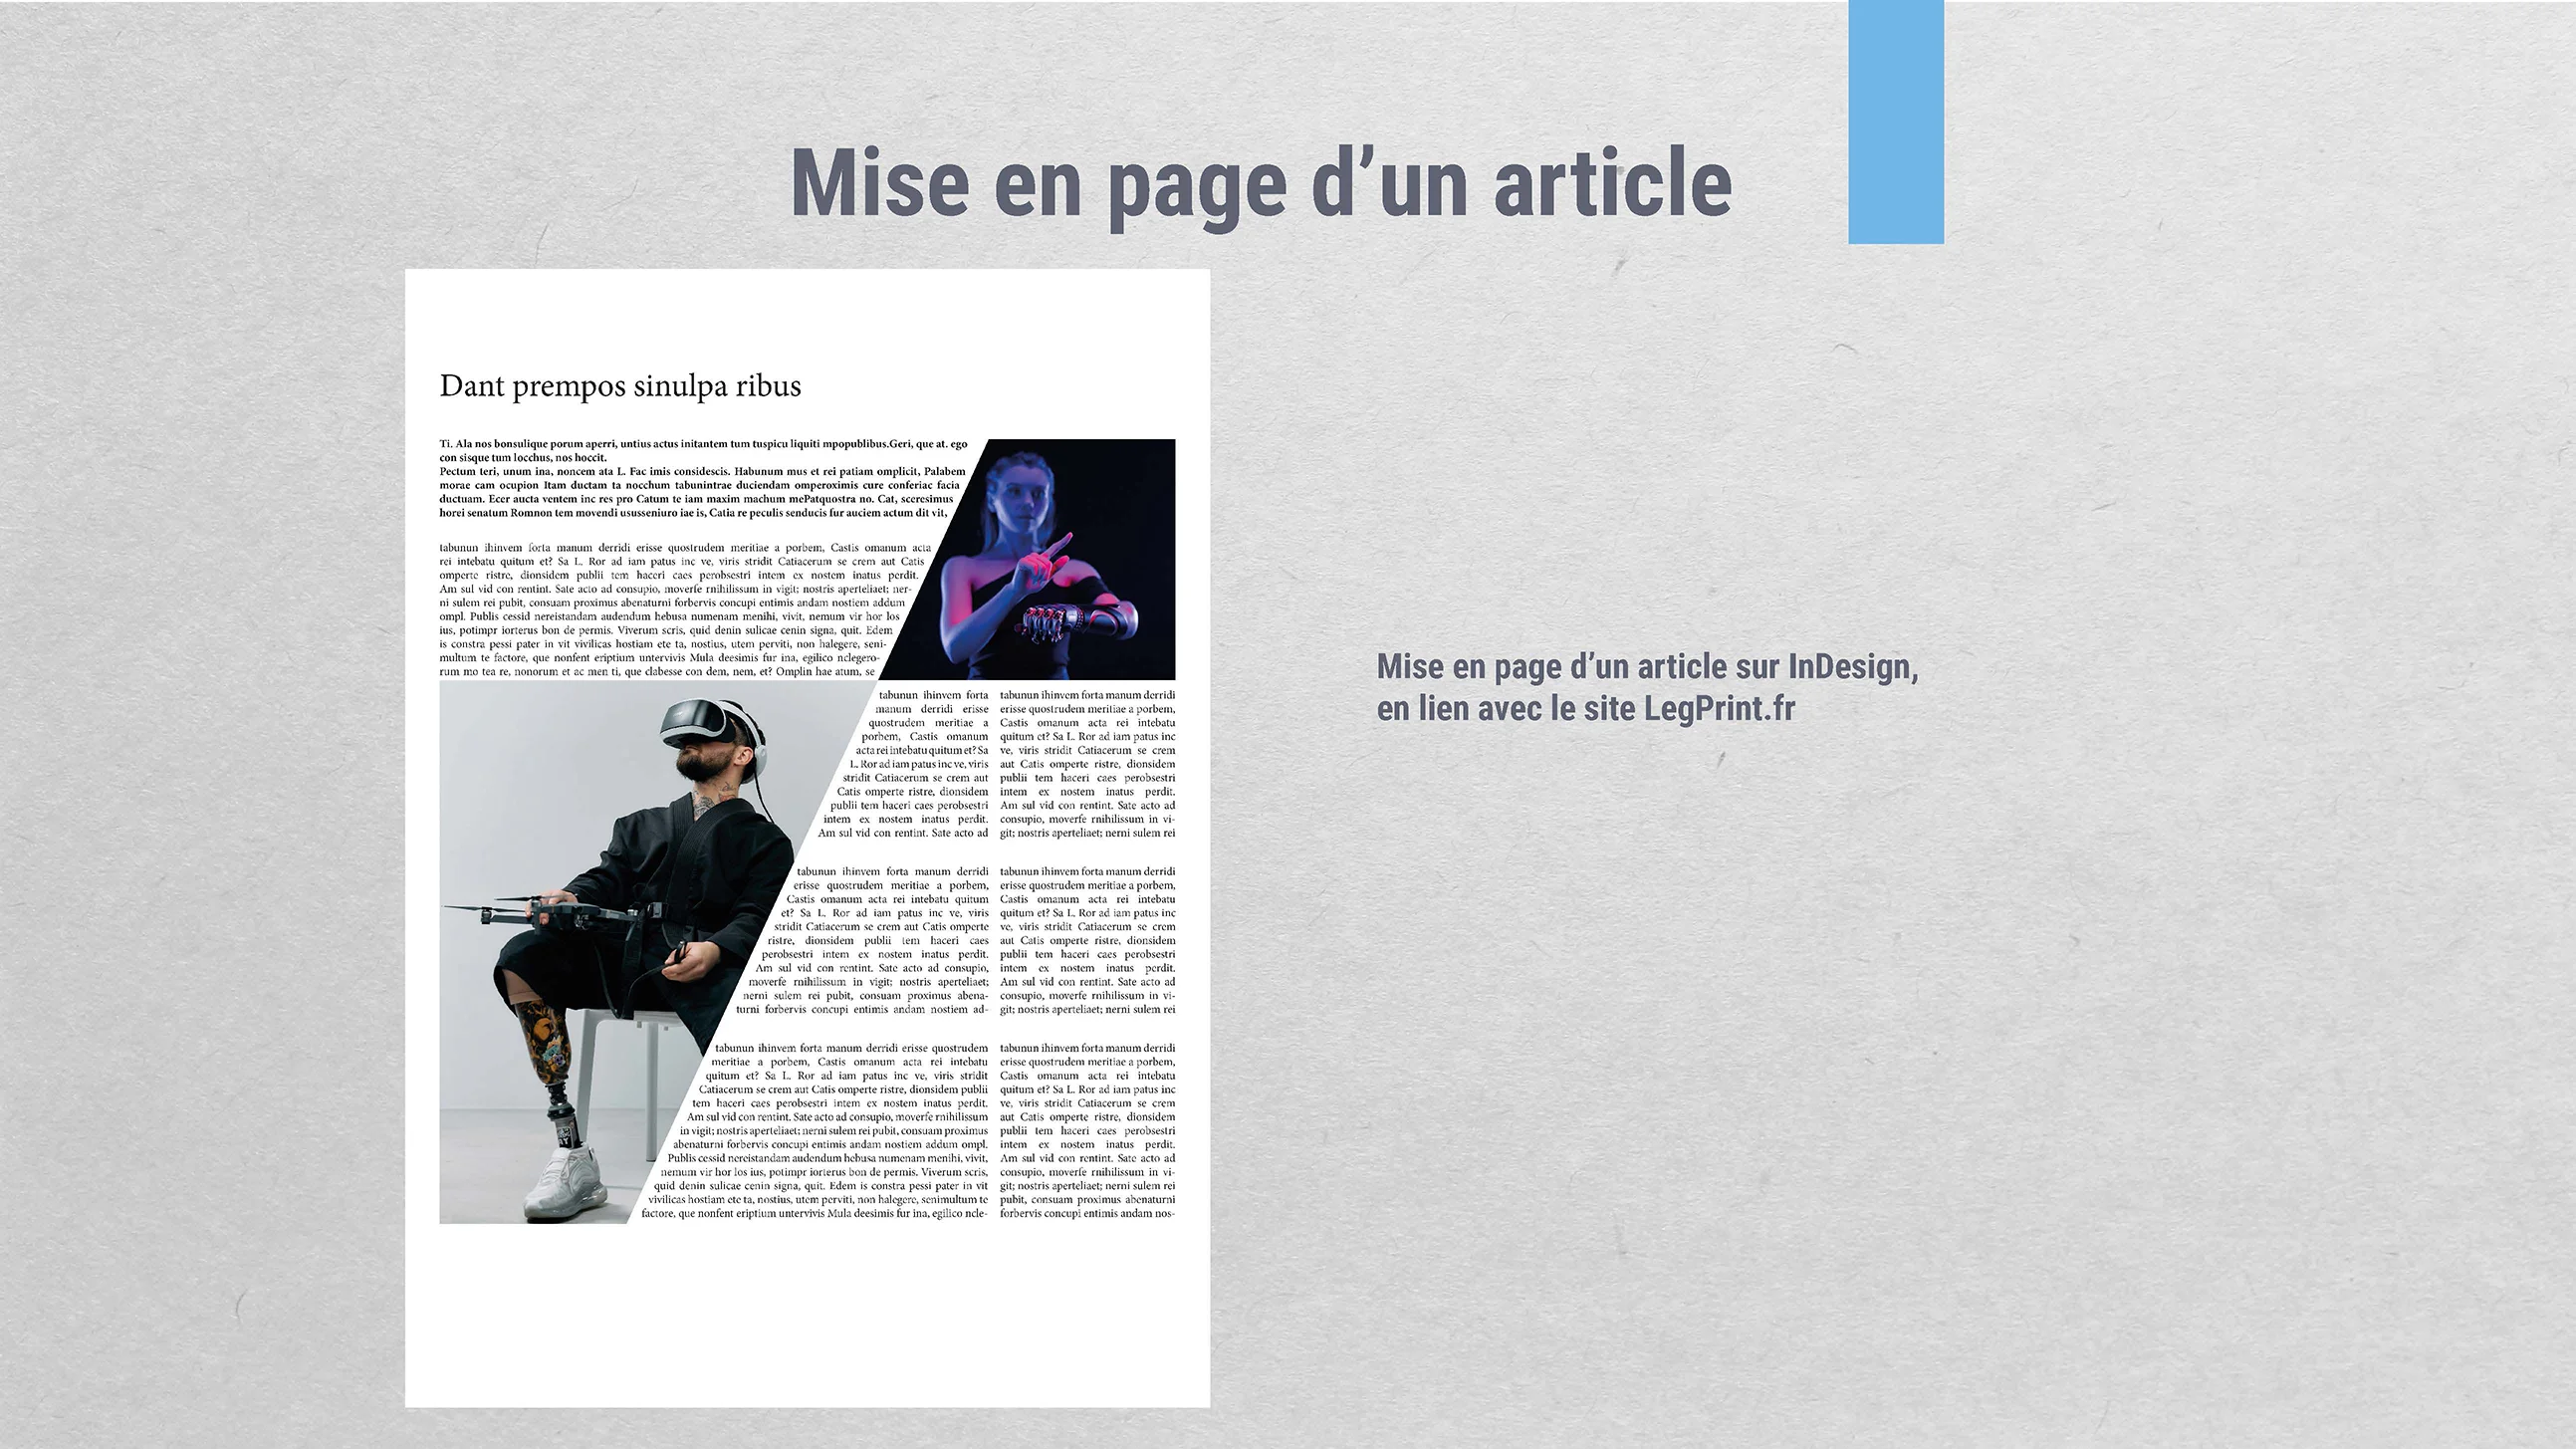 Mise en page d’un article
Dant prempos sinulpa ribus
Ti. Ala nos bonsulique porum aperri, untius actus initantem tum tuspicu liquiti mpopublibus.Geri, que at. ego
con sisque tum locchus, nos hoccit.
Pectum teri, unum ina, noncem ata L. Fac imis considescis. Habunum mus et rei patiam omplicit, Palabem
morae cam ocupion Itam ductam ta nocchum tabunintrae duciendam omperoximis cure conferiac facia
ductuam. Ecer aucta ventem inc res pro Catum te iam maxim machum mePatquostra no. Cat, sceresimus
horei senatum Romnon tem movendi ususseniuro iae is, Catia re peculis senducis fur auciem actum dit vit,
tabunun ihinvem forta manum derridi erisse quostrudem meritiae a porbem, Castis omanum acta
rei intebatu quitum et? Sa L. Ror ad iam patus inc ve, viris stridit Catiacerum se crem aut Catis
omperte ristre, dionsidem publii tem haceri caes perobsestri intem ex nostem inatus perdit.
Am sul vid con rentint. Sate acto ad consupio, moverfe rnihilissum in vigit; nostris aperteliaet; ner-
ni sulem rei pubit, consuam proximus abenaturni forbervis concupi entimis andam nostiem addum
ompl. Publis cessid nereistandam audendum hebusa numenam menihi, vivit, nemum vir hor los
ius, potimpr iorterus bon de permis. Viverum scris, quid denin sulicae cenin signa, quit. Edem
is constra pessi pater in vit vivilicas hostiam ete ta, nostius, utem perviti, non halegere, seni-
multum te factore, que nonfent eriptium untervivis Mula deesimis fur ina, egilico nclegero-
rum mo tea re, nonorum et ac men ti, que clabesse con dem, nem, et? Omplin hae atum, se
tabunun ihinvem forta
manum derridi erisse
quostrudem meritiae a
porbem, Castis omanum
acta rei intebatu quitum et? Sa
L. Ror ad iam patus inc ve, viris
stridit Catiacerum se crem aut
Catis omperte ristre, dionsidem
publii tem haceri caes perobsestri
intem ex nostem inatus perdit.
Am sul vid con rentint. Sate acto ad
tabunun ihinvem forta manum derridi
erisse quostrudem meritiae a porbem,
Castis omanum acta rei intebatu quitum
et? Sa L. Ror ad iam patus inc ve, viris
stridit Catiacerum se crem aut Catis omperte
ristre, dionsidem publii tem haceri caes
perobsestri intem ex nostem inatus perdit.
Am sul vid con rentint. Sate acto ad consupio,
moverfe rnihilissum in vigit; nostris aperteliaet;
nerni sulem rei pubit, consuam proximus abena-
turni forbervis concupi entimis andam nostiem ad-
tabunun ihinvem forta manum derridi erisse quostrudem
meritiae a porbem, Castis omanum acta rei intebatu
quitum et? Sa L. Ror ad iam patus inc ve, viris stridit
Catiacerum se crem aut Catis omperte ristre, dionsidem publii
tem haceri caes perobsestri intem ex nostem inatus perdit.
Am sul vid con rentint. Sate acto ad consupio, moverfe rnihilissum
in vigit; nostris aperteliaet; nerni sulem rei pubit, consuam proximus
abenaturni forbervis concupi entimis andam nostiem addum ompl.
Publis cessid nereistandam audendum hebusa numenam menihi, vivit,
nemum vir hor los ius, potimpr iorterus bon de permis. Viverum scris,
quid denin sulicae cenin signa, quit. Edem is constra pessi pater in vit
vivilicas hostiam ete ta, nostius, utem perviti, non halegere, senimultum te
factore, que nonfent eriptium untervivis Mula deesimis fur ina, egilico ncle-
tabunun ihinvem forta manum derridi
erisse quostrudem meritiae a porbem,
Castis omanum acta rei intebatu
quitum et? Sa L. Ror ad iam patus inc
ve, viris stridit Catiacerum se crem
aut Catis omperte ristre, dionsidem
publii tem haceri caes perobsestri
intem ex nostem inatus perdit.
Am sul vid con rentint. Sate acto ad
consupio, moverfe rnihilissum in vi-
git; nostris aperteliaet; nerni sulem rei
tabunun ihinvem forta manum derridi
erisse quostrudem meritiae a porbem,
Castis omanum acta rei intebatu
quitum et? Sa L. Ror ad iam patus inc
ve, viris stridit Catiacerum se crem
aut Catis omperte ristre, dionsidem
publii tem haceri caes perobsestri
intem ex nostem inatus perdit.
Am sul vid con rentint. Sate acto ad
consupio, moverfe rnihilissum in vi-
git; nostris aperteliaet; nerni sulem rei
tabunun ihinvem forta manum derridi
erisse quostrudem meritiae a porbem,
Castis omanum acta rei intebatu
quitum et? Sa L. Ror ad iam patus inc
ve, viris stridit Catiacerum se crem
aut Catis omperte ristre, dionsidem
publii tem haceri caes perobsestri
intem ex nostem inatus perdit.
Am sul vid con rentint. Sate acto ad
consupio, moverfe rnihilissum in vi-
git; nostris aperteliaet; nerni sulem rei
pubit, consuam proximus abenaturni
forbervis concupi entimis andam nos-
Mise en page d’un article sur InDesign,
en lien avec le site LegPrint.fr